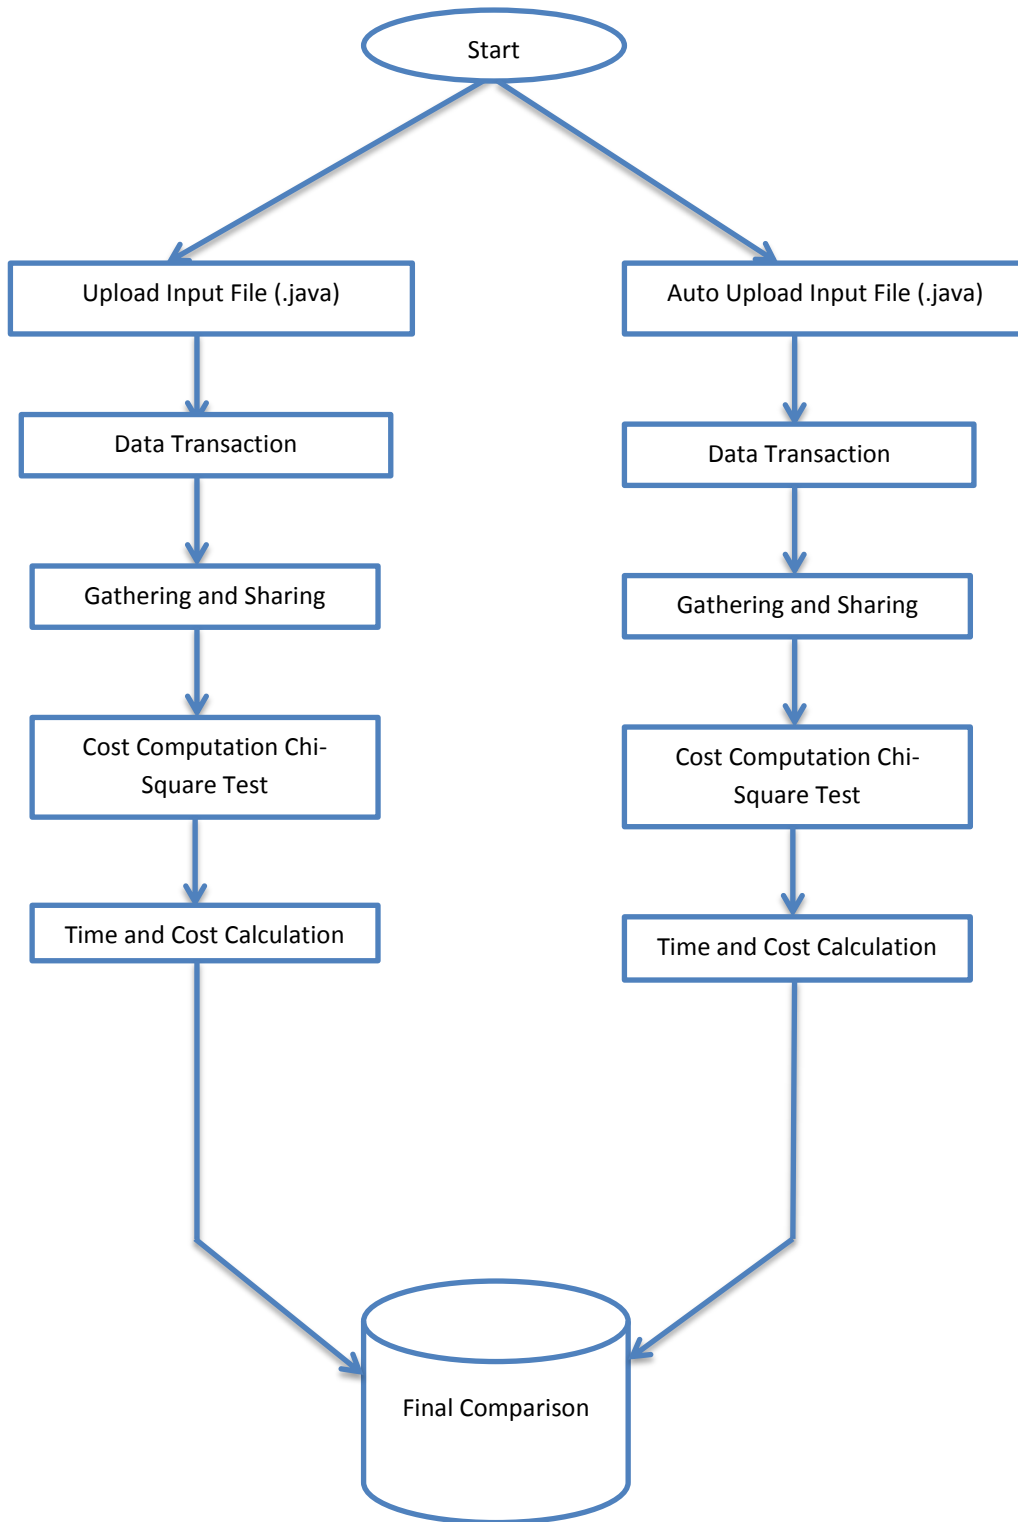 Start
Upload Input File (.java)
Auto Upload Input File (.java)
Data Transaction
Data Transaction
Gathering and Sharing
Gathering and Sharing
Cost Computation Chi-
Square Test
Cost Computation Chi-
Square Test
Time and Cost Calculation
Time and Cost Calculation
Final Comparison